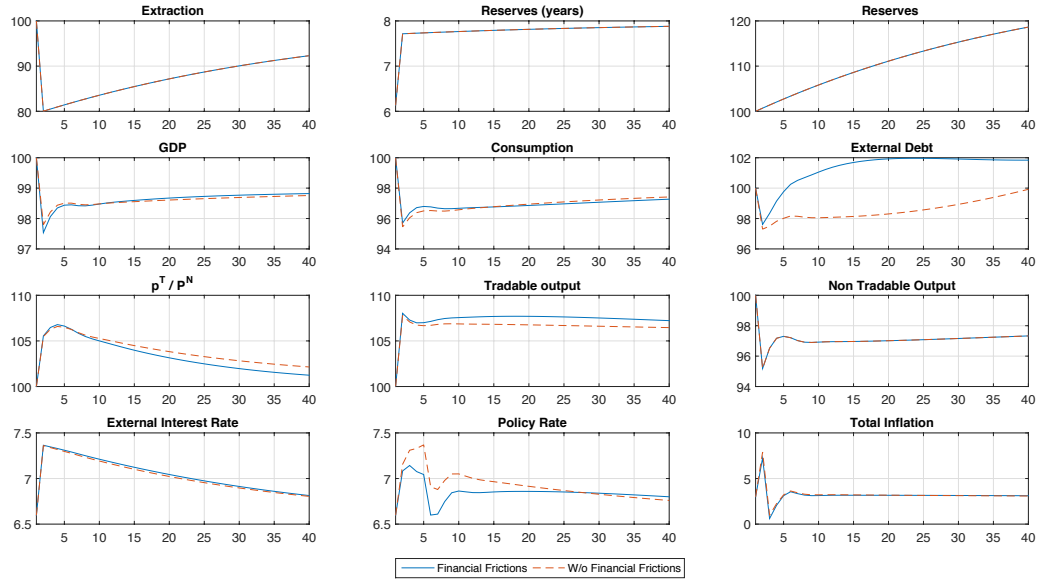 Extraction
Reserves (years)
Reserves
100
90
80
5 10 15 20 25 30 35 40
8
7
6
5 10 15 20 25 30 35 40
120
110
100
5 10 15 20 25 30 35 40
GDP
Consumption
External Debt
100
99
98
97
5 10 15 20 25 30 35 40
100
98
96
94
5 10 15 20 25 30 35 40
102
100
98
96
5 10 15 20 25 30 35 40
p^T / P^N
Tradable output
Non Tradable Output
110
105
100
5 10 15 20 25 30 35 40
110
105
100
5 10 15 20 25 30 35 40
100
98
96
94
5 10 15 20 25 30 35 40
External Interest Rate
Policy Rate
Total Inflation
7.5
7
6.5
5 10 15 20 25 30 35 40
7.5
7
6.5
5 10 15 20 25 30 35 40
10
5
0
5 10 15 20 25 30 35 40
Financial Frictions
W/o Financial Frictions